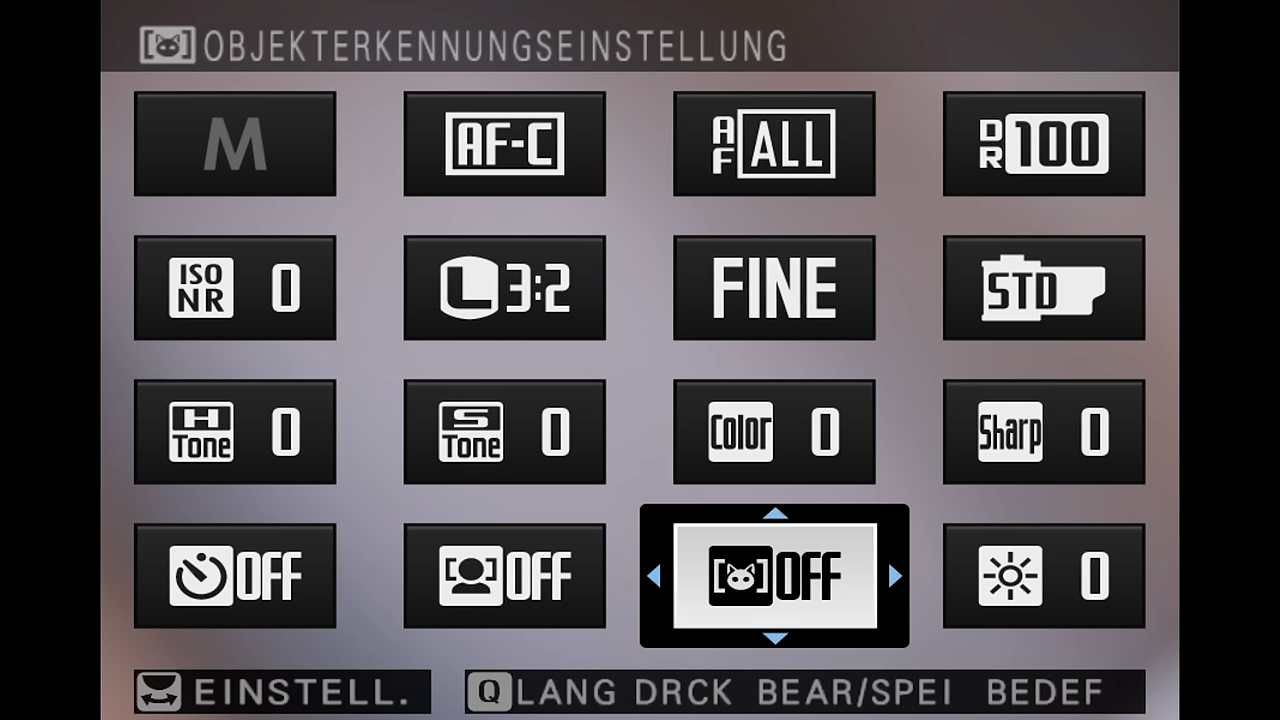 OBJEKTERKENNUNGSEINSTELLUNG
M AF-C AF ALL DR 100
ISO NR 0 L 3:2 FINE STD
H Tone 0 S Tone 0 Color 0 Sharp 0
OFF OFF OFF 0
EINSTELL. Q LANG DRCK BEAR/SPEI BEDEF